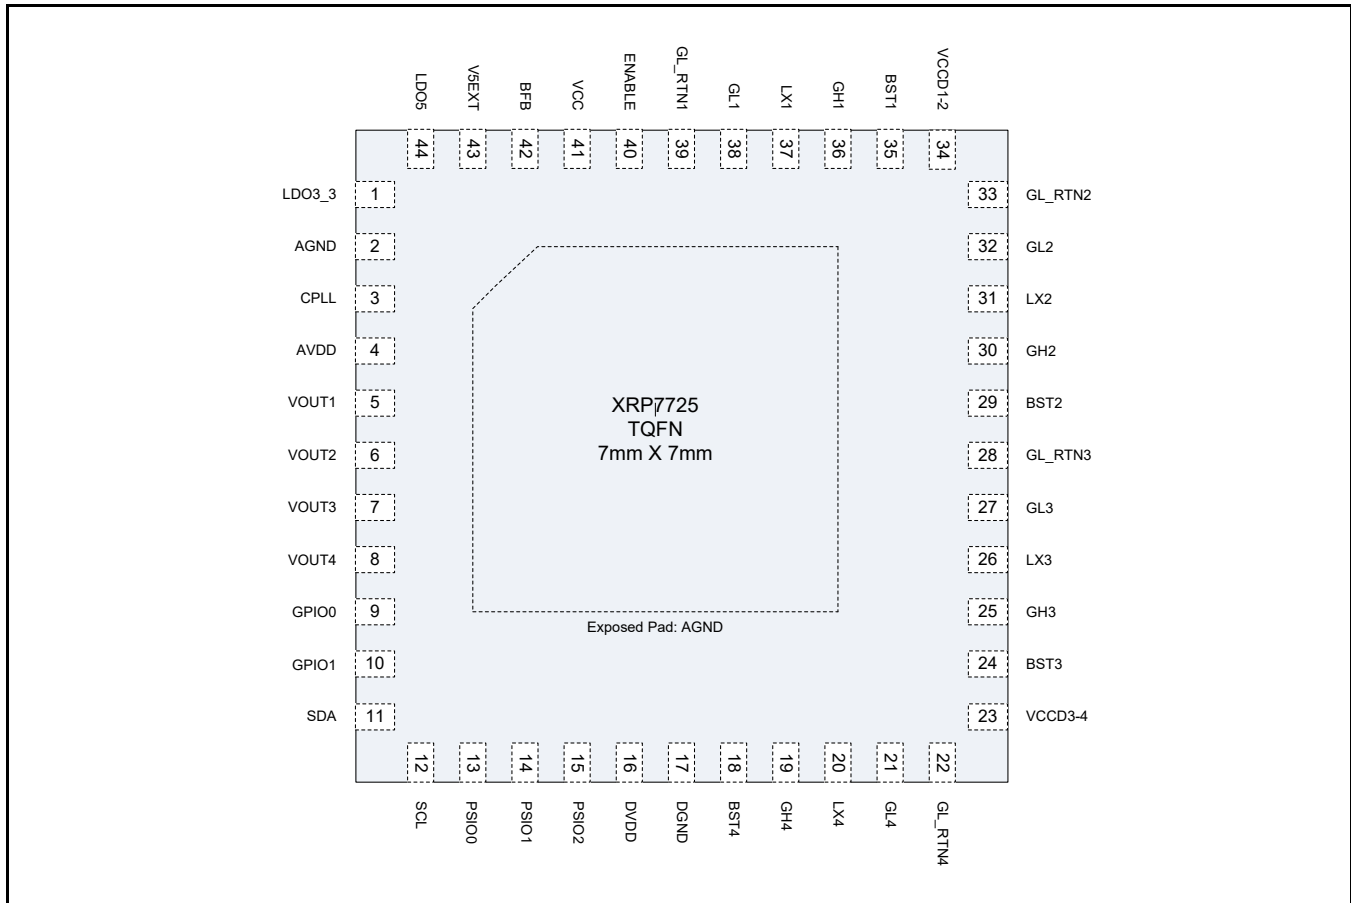 LDO5
V5EXT
BFB
VCC
ENABLE
GL_RTN1
GL1
LX1
GH1
BST1
VCCD1-2
44
43
42
41
40
39
38
37
36
35
34
LDO3_3
1
33
GL_RTN2
AGND
2
32
GL2
CPLL
3
31
LX2
AVDD
4
30
GH2
VOUT1
5
29
BST2
VOUT2
6
28
GL_RTN3
VOUT3
7
27
GL3
VOUT4
8
26
LX3
GPIO0
9
25
GH3
GPIO1
10
24
BST3
SDA
11
23
VCCD3-4
XRP7725
TQFN
7mm X 7mm
Exposed Pad: AGND
12
13
14
15
16
17
18
19
20
21
22
SCL
PSIO0
PSIO1
PSIO2
DVDD
DGND
BST4
GH4
LX4
GL4
GL_RTN4